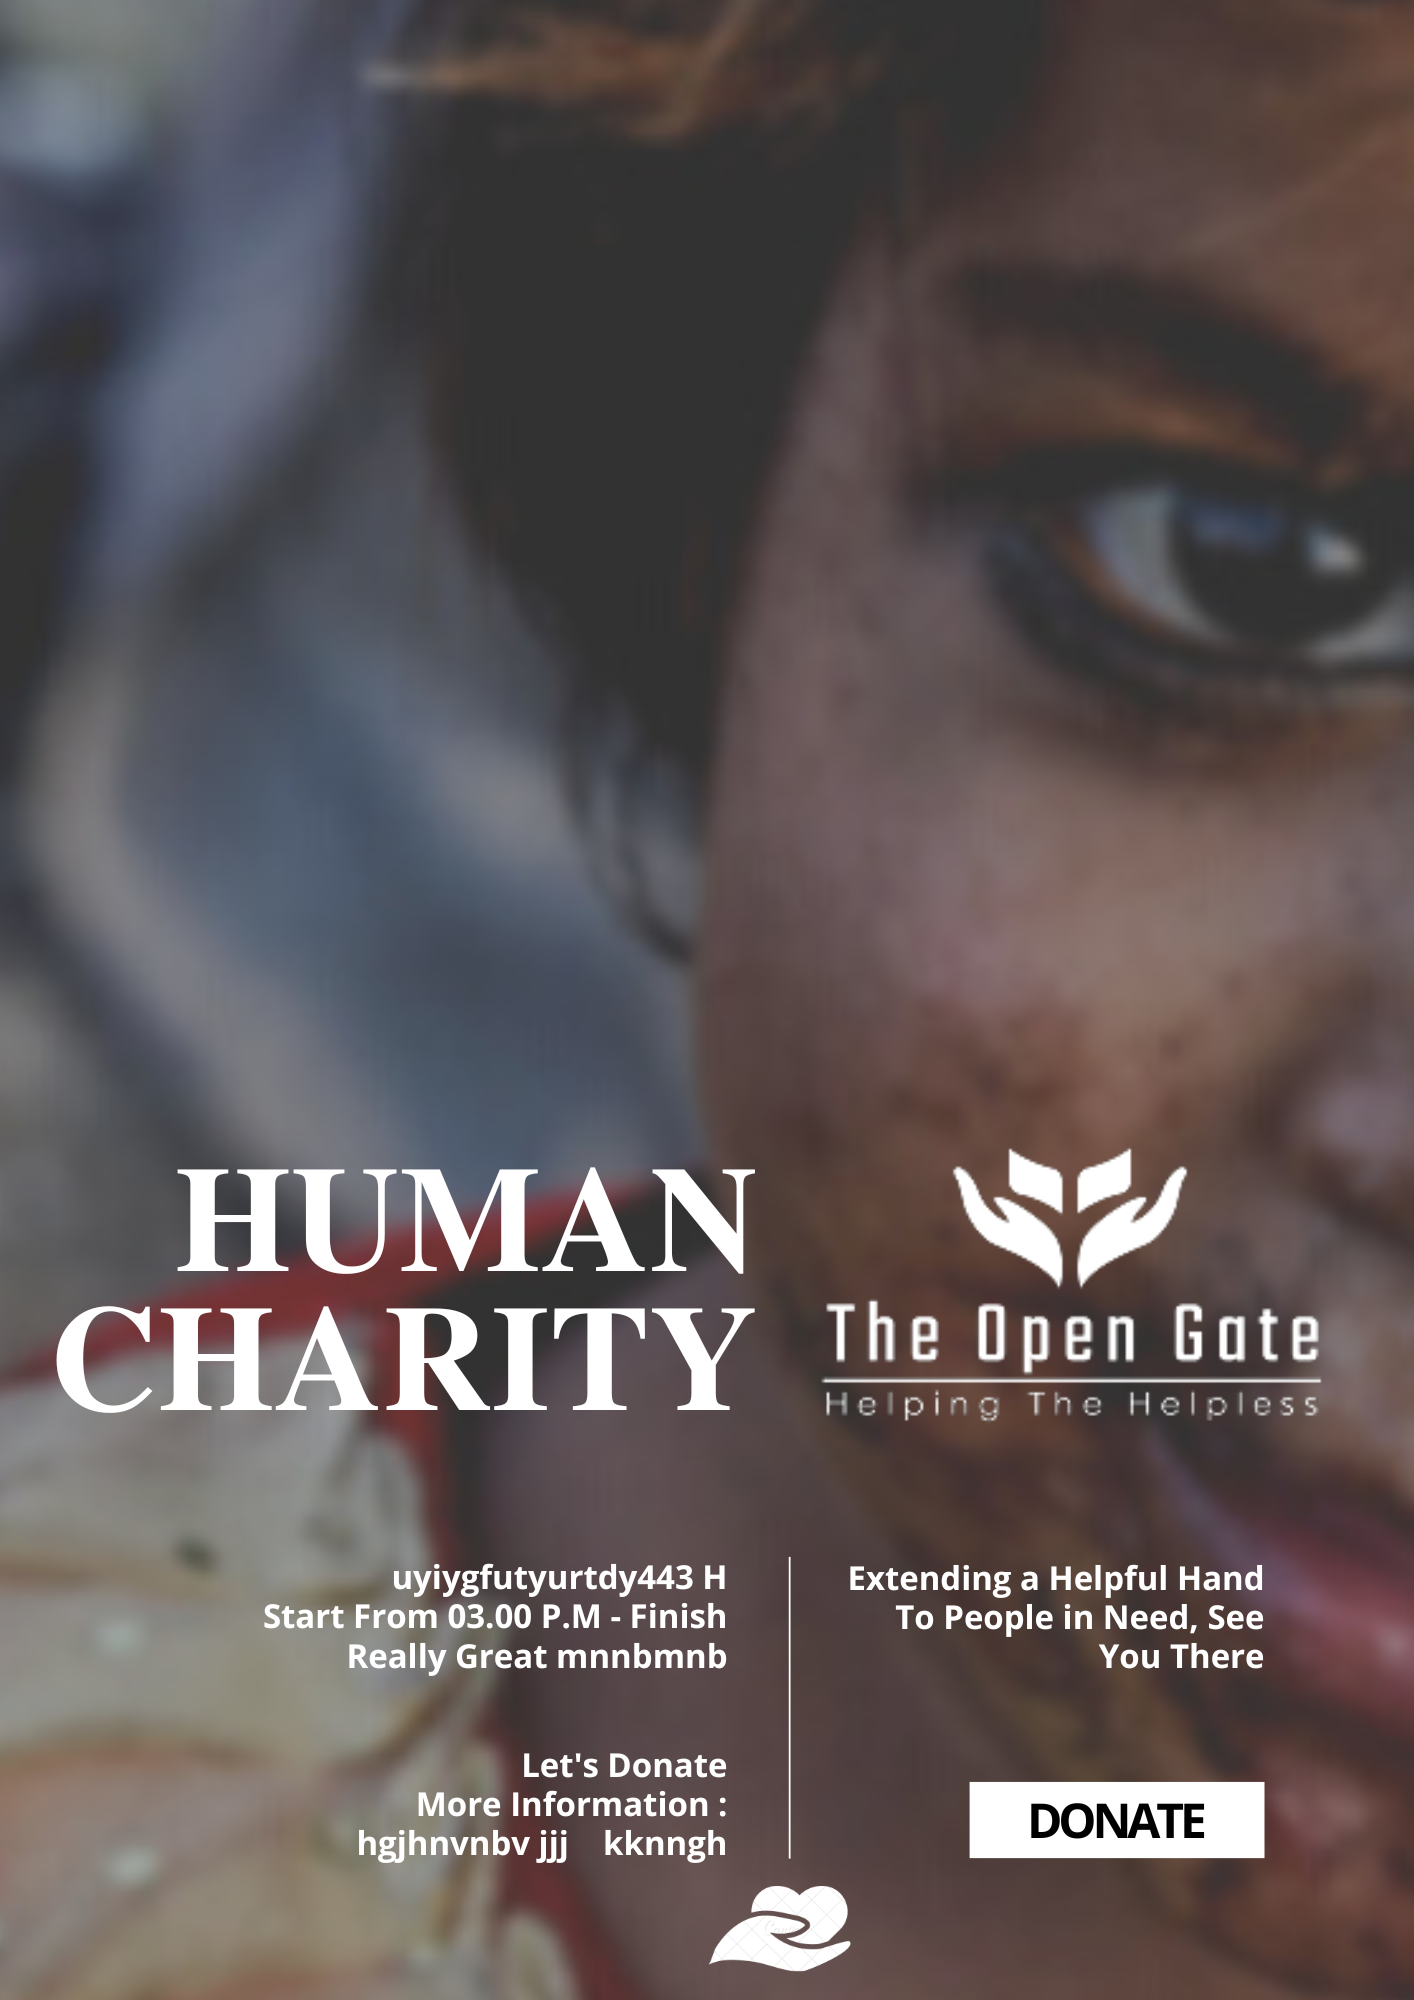 HUMAN
CHARITY
The Open Gate
Helping The Helpless
uyiygfutyurtdy443 H
Start From 03.00 P.M - Finish
Really Great mnnbmnb
Let's Donate
More Information :
hgjhnvnbv jjj kknngh
Extending a Helpful Hand
To People in Need, See
You There
DONATE